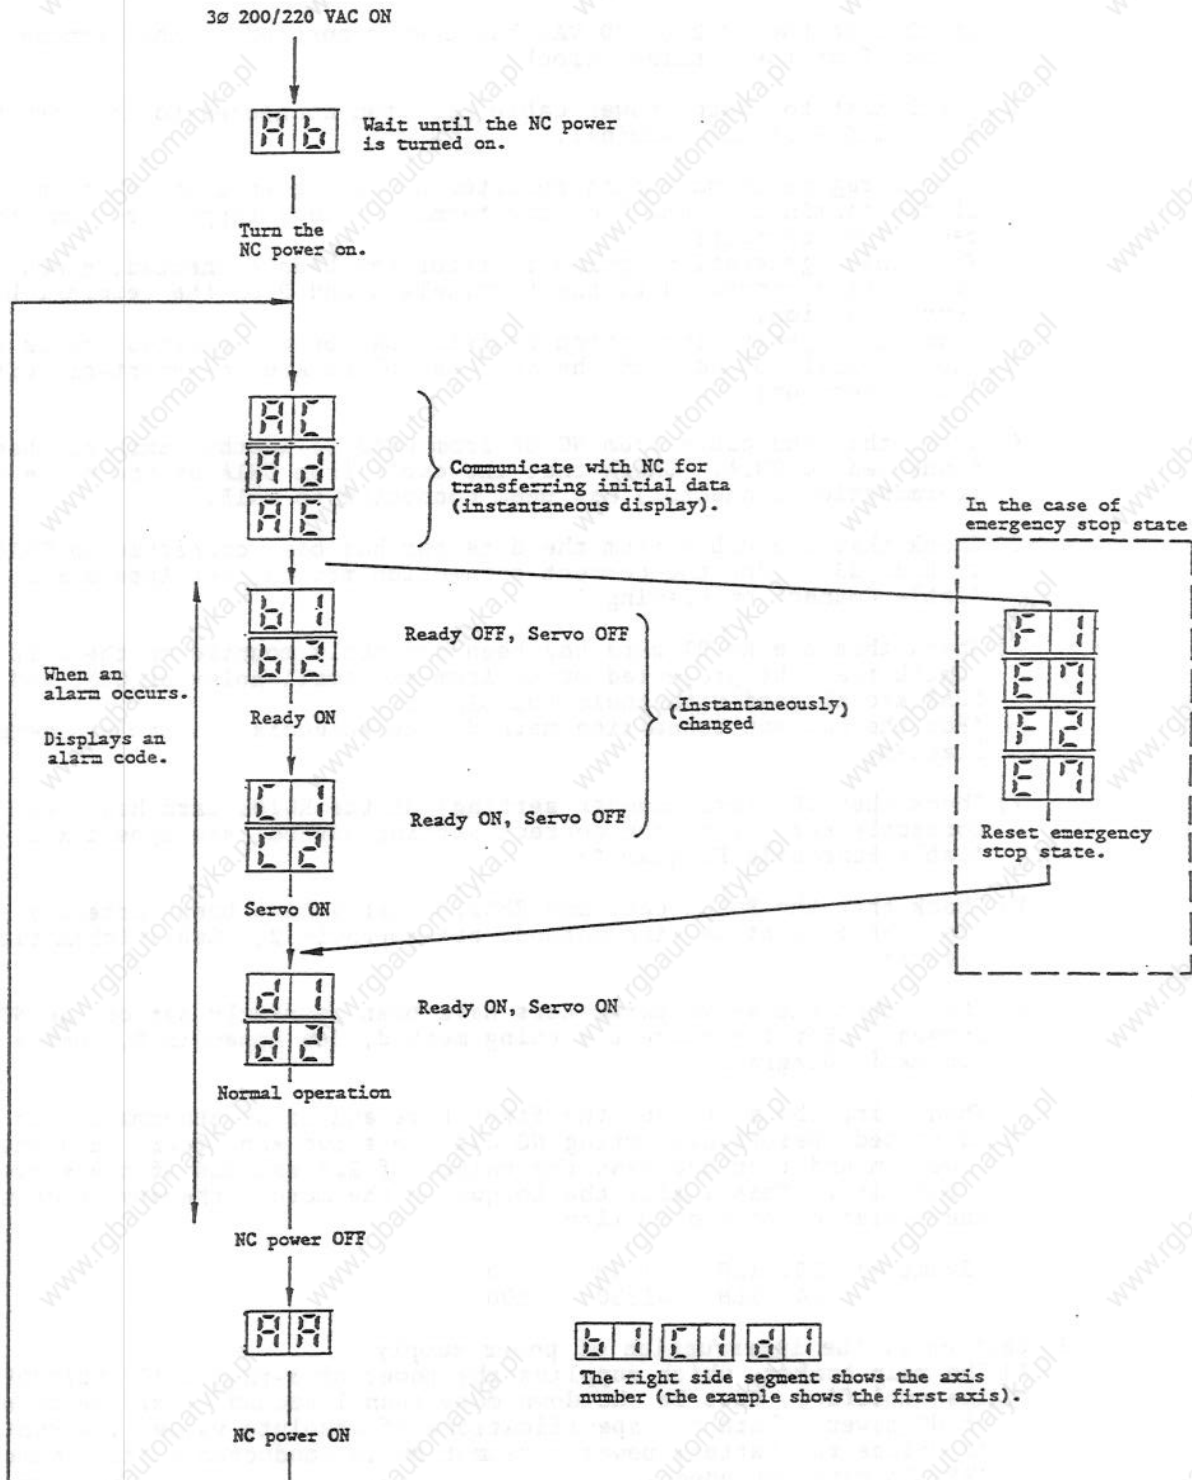 3ø 200/220 VAC ON
Ab
Wait until the NC power
is turned on.
Turn the
NC power on.
AC
Ad
AE
Communicate with NC for
transferring initial data
(instantaneous display).
In the case of
emergency stop state
b1
b2
Ready OFF, Servo OFF
F1
E7
F2
E7
When an
alarm occurs.
Displays an
alarm code.
Ready ON
(Instantaneously)
changed
C1
C2
Ready ON, Servo OFF
Reset emergency
stop state.
Servo ON
d1
d2
Ready ON, Servo ON
Normal operation
NC power OFF
AA
b1 C1 d1
The right side segment shows the axis
number (the example shows the first axis).
NC power ON
www.rgbautomatyka.pl